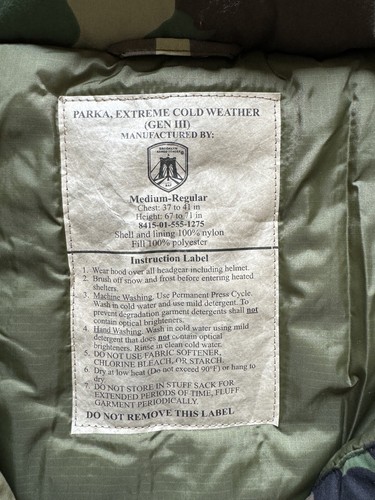 PARKA, EXTREME COLD WEATHER
(GEN III)
MANUFACTURED BY:
BROOKLYN
ARMED FORCES
Medium-Regular
Chest: 37 to 41 in
Height: 67 to 71 in
8415-01-555-1275
Shell and lining 100% nylon
Fill 100% polyester
Instruction Label
1. Wear hood over all headgear including helmet.
2. Brush off snow and frost before entering heated
shelters.
3. Machine Washing. Use Permanent Press Cycle.
Wash in cold water and use mild detergent. To
prevent degradation garment detergents shall not
contain optical brighteners.
4. Hand Washing. Wash in cold water using mild
detergent that does not contain optical
brighteners. Rinse in clean cold water.
5. DO NOT USE FABRIC SOFTENER,
CHLORINE BLEACH, OR STARCH.
6. Dry at low heat (Do not exceed 90°F) or hang to
dry.
7. DO NOT STORE IN STUFF SACK FOR
EXTENDED PERIODS OF TIME, FLUFF
GARMENT PERIODICALLY.
DO NOT REMOVE THIS LABEL